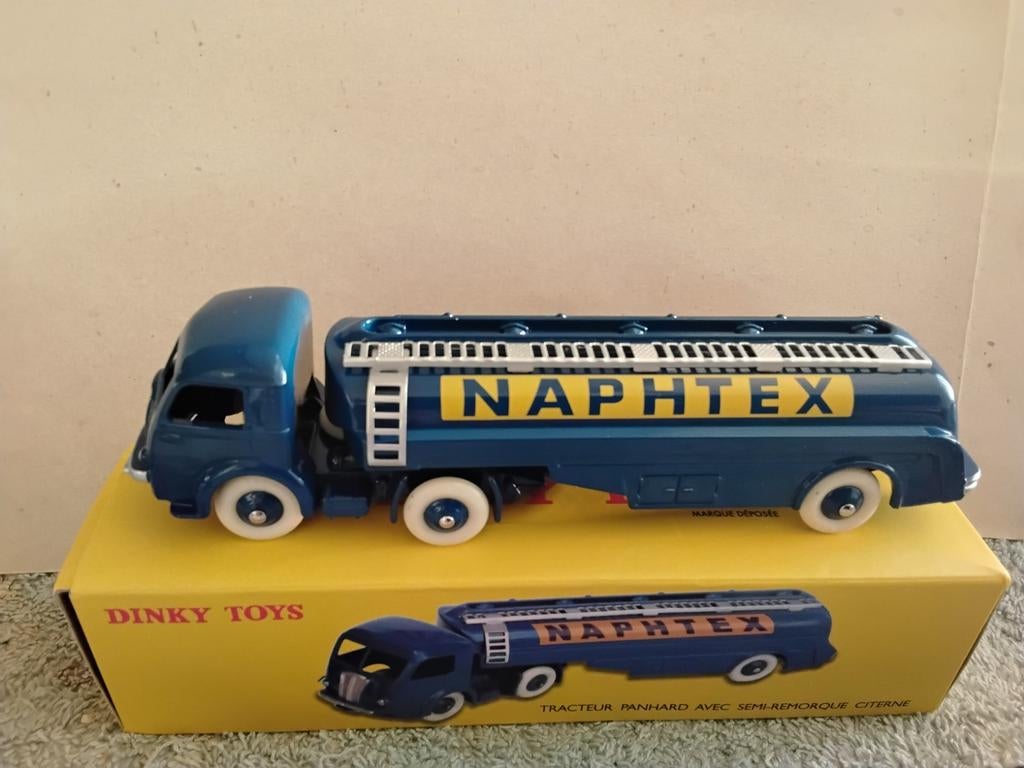 NAPHTEX
MARQUE DÉPOSÉE
DINKY TOYS
NAPHTEX
TRACTEUR PANHARD AVEC SEMI-REMORQUE CITERNE